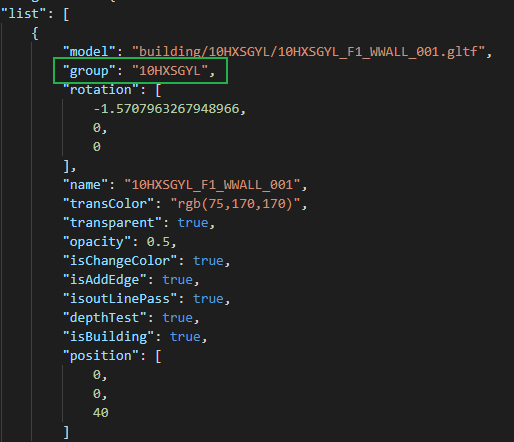 "list": [
{
"model": "building/10HXSGYL/10HXSGYL_F1_WWALL_001.gltf",
"group": "10HXSGYL",
"rotation": [
-1.5707963267948966,
0,
0
],
"name": "10HXSGYL_F1_WWALL_001",
"transColor": "rgb(75,170,170)",
"transparent": true,
"opacity": 0.5,
"isChangeColor": true,
"isAddEdge": true,
"isoutLinePass": true,
"depthTest": true,
"isBuilding": true,
"position": [
0,
0,
40
]